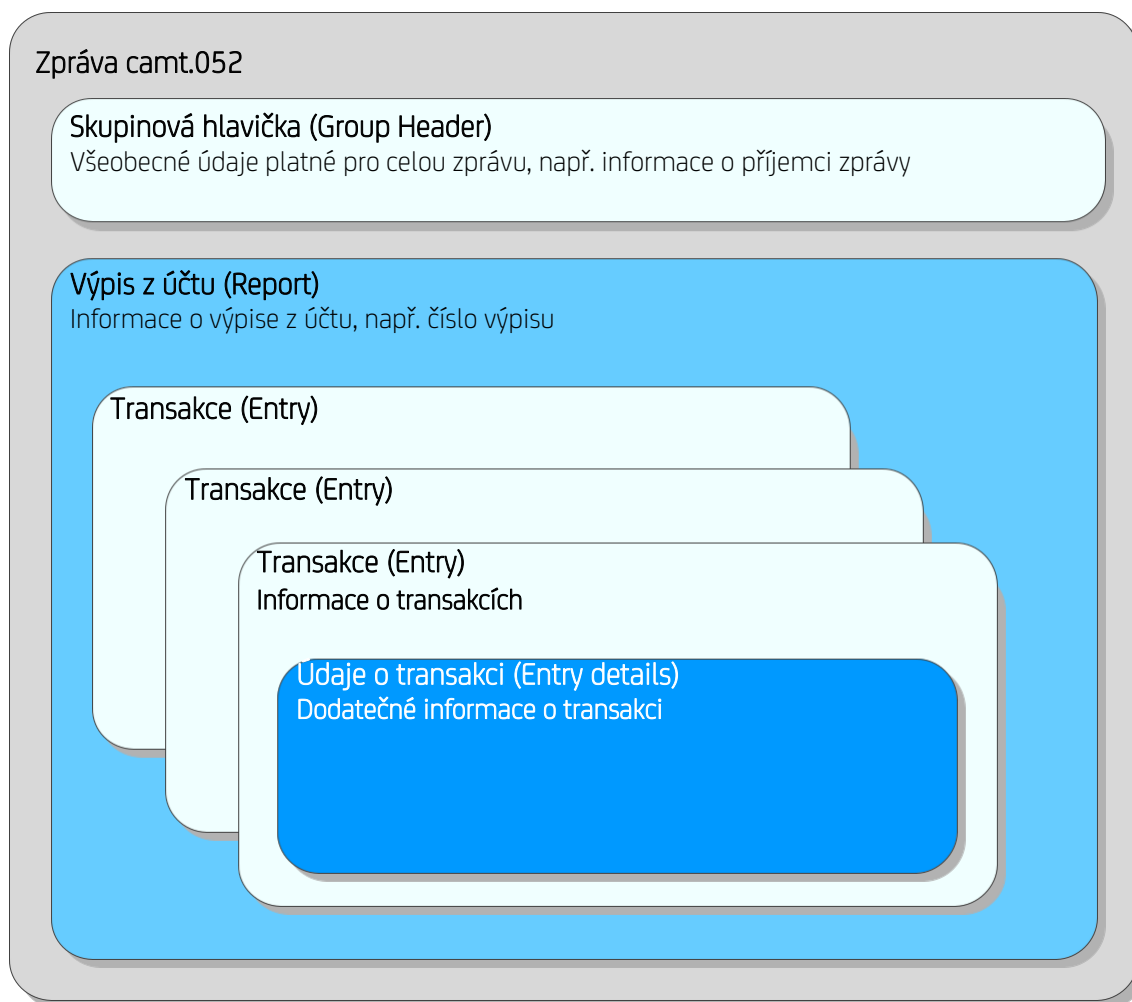 Zpráva camt.052
Skupinová hlavička (Group Header)
Všeobecné údaje platné pro celou zprávu, např. informace o příjemci zprávy
Výpis z účtu (Report)
Informace o výpise z účtu, např. číslo výpisu
Transakce (Entry)
Transakce (Entry)
Transakce (Entry)
Informace o transakcích
Údaje o transakci (Entry details)
Dodatečné informace o transakci